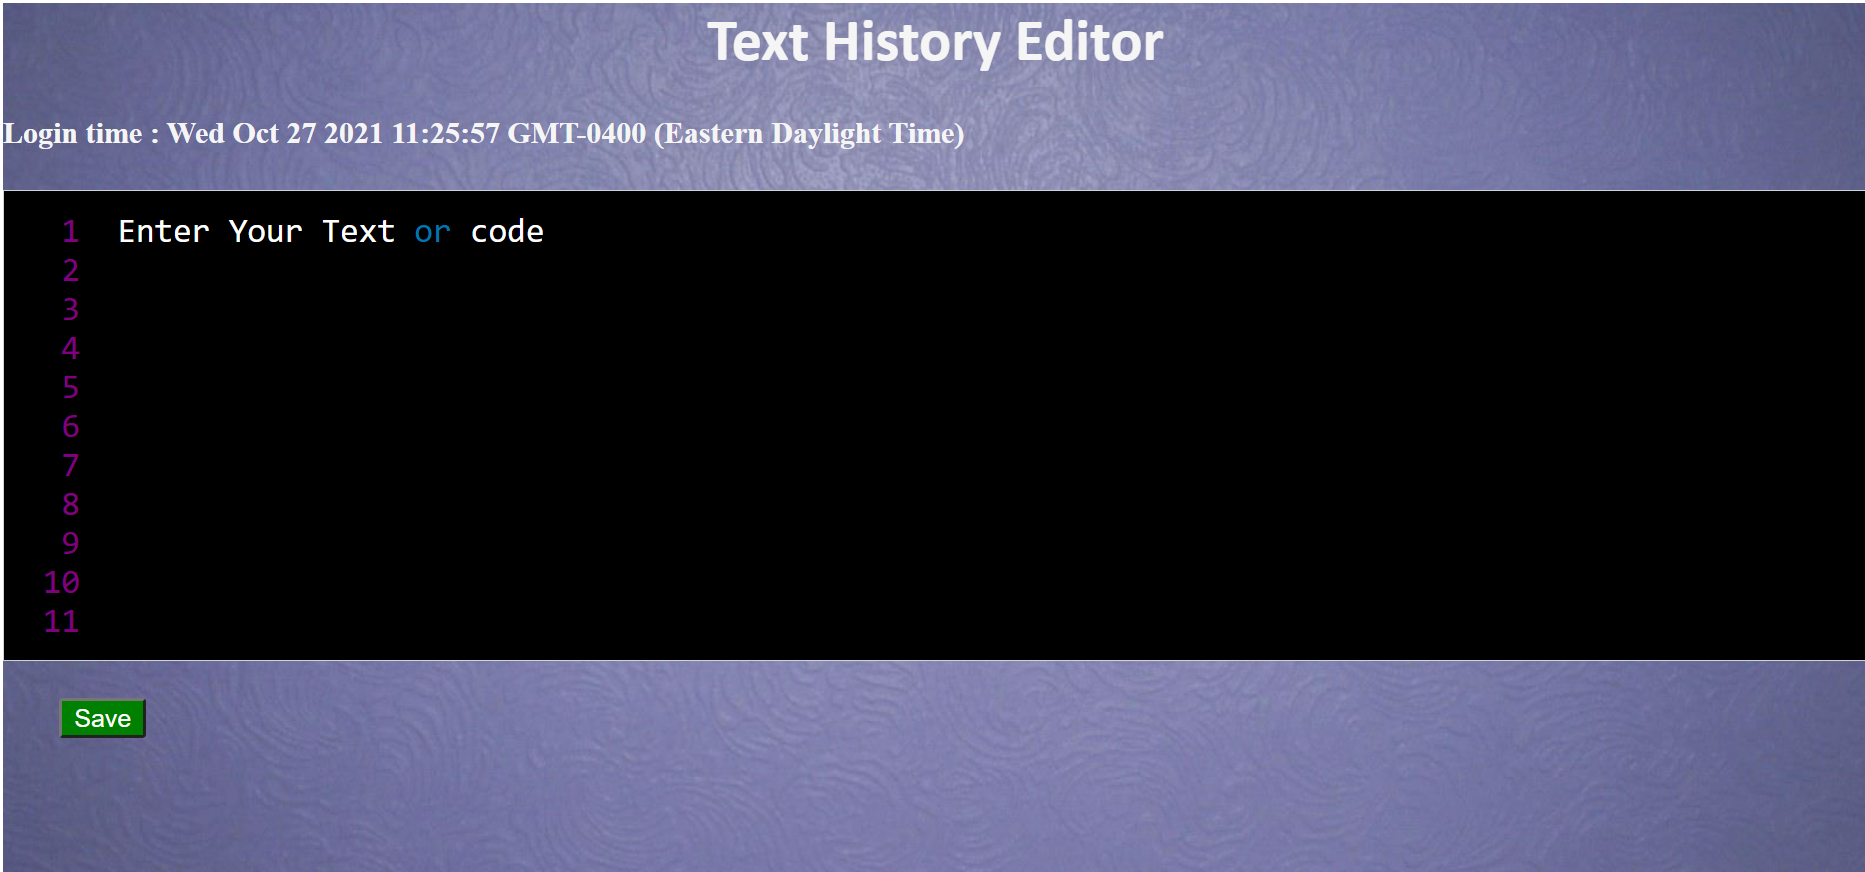 Text History Editor
Login time : Wed Oct 27 2021 11:25:57 GMT-0400 (Eastern Daylight Time)
1 Enter Your Text or code
2
3
4
5
6
7
8
9
10
11
Save